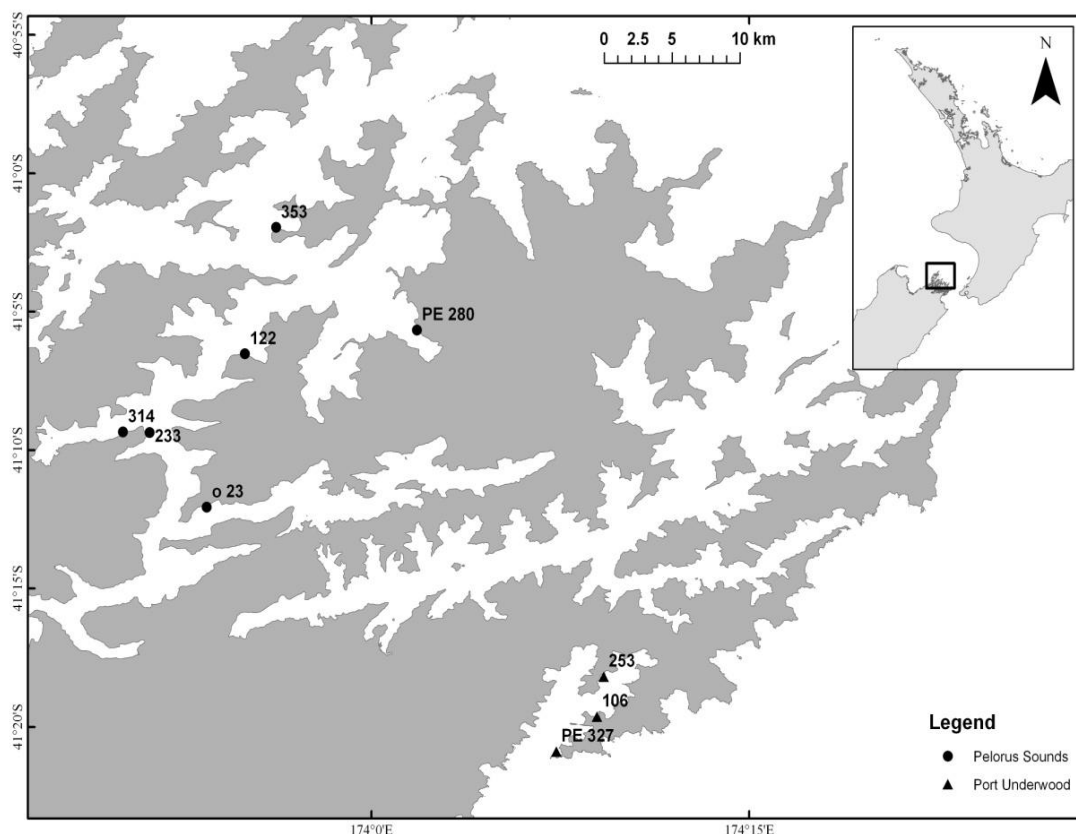 40°55'S
0 2.5 5 10 km
N
41°0'S
353
41°5'S
PE 280
122
314
233
41°10'S
o 23
41°15'S
253
106
PE 327
41°20'S
Legend
Pelorus Sounds
Port Underwood
174°0'E
174°15'E